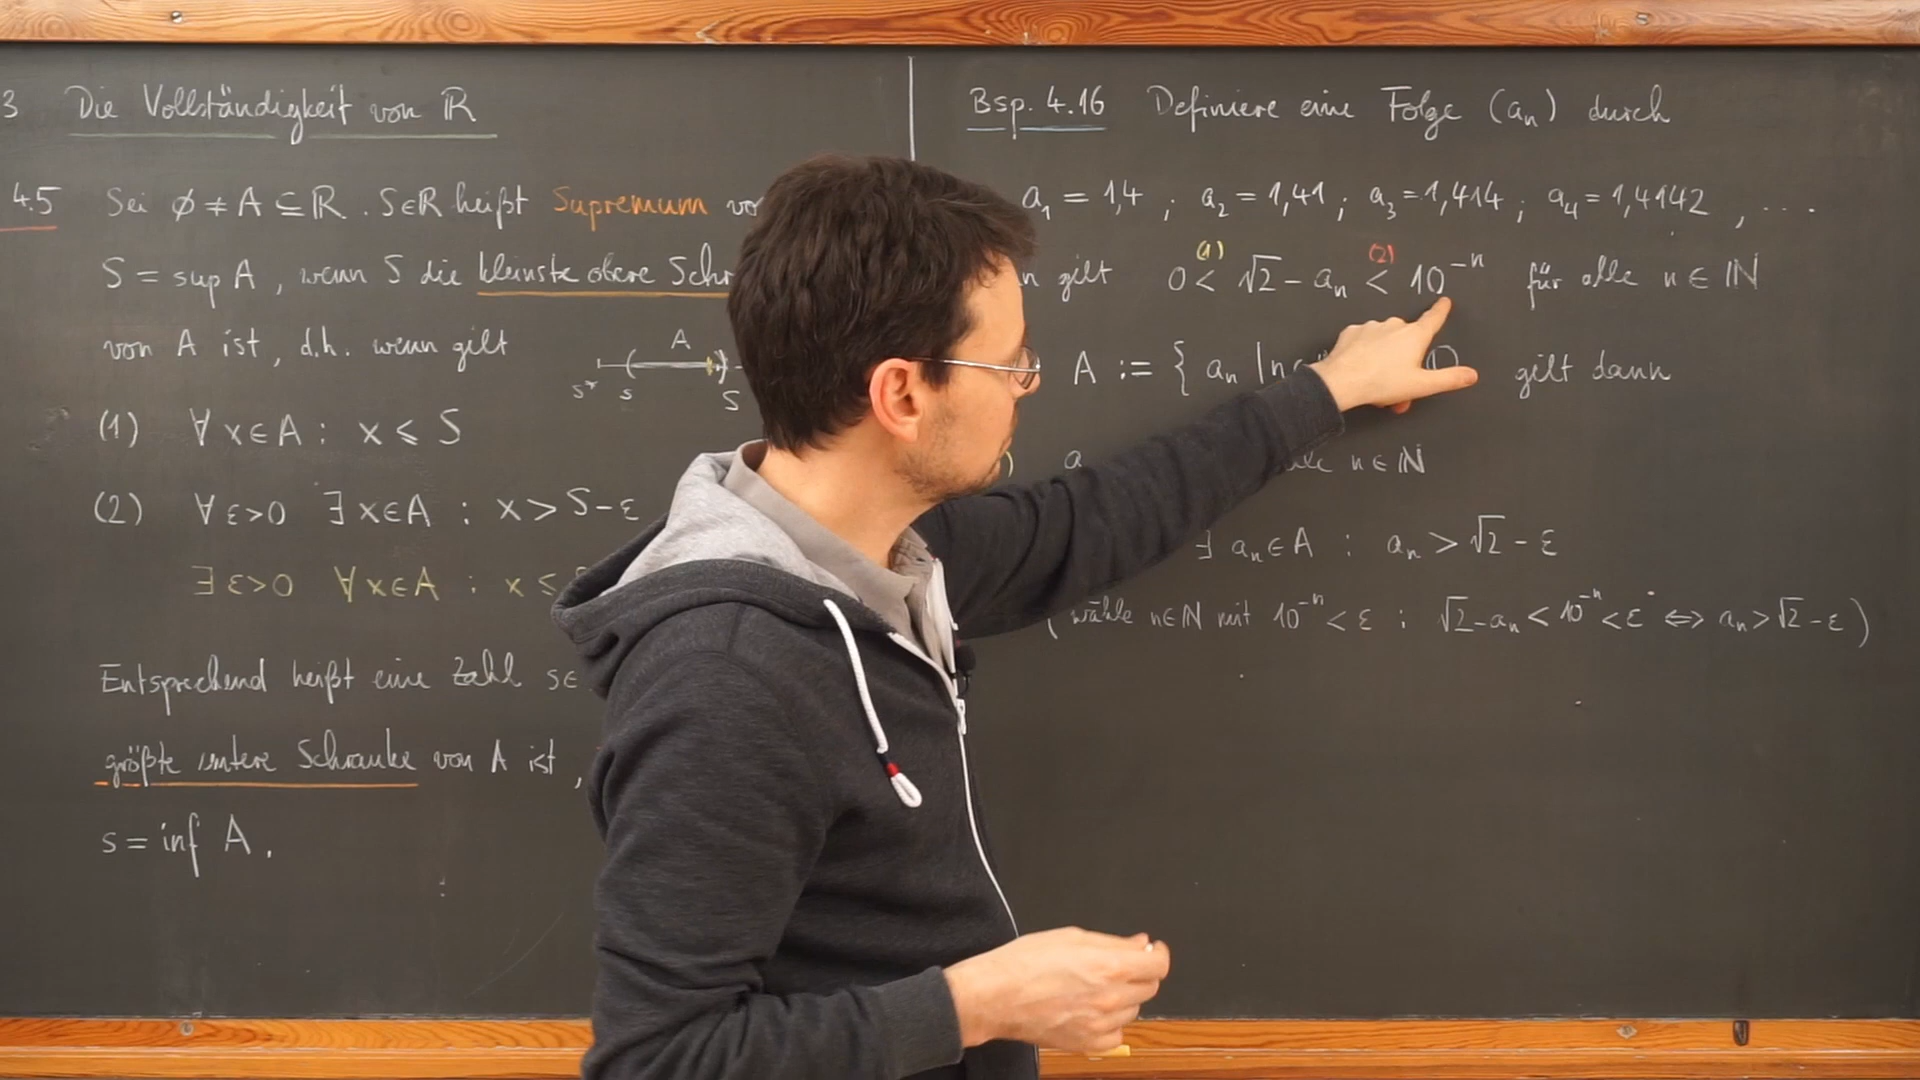 3 Die Vollständigkeit von ℝ
4.5 Sei ∅ ≠ A ⊆ ℝ. S∈ℝ heißt Supremum
S = sup A, wenn S die kleinste obere
von A ist, d.h. wenn gilt
A
s* s S
(1) ∀ x∈A : x ≤ S
(2) ∀ ε>0 ∃ x∈A : x > S-ε
∃ ε>0 ∀ x∈A : x ≤
Entsprechend heißt eine Zahl s∈
größte untere Schranke von A ist,
s = inf A.
Bsp. 4.16 Definiere eine Folge (aₙ) durch
a₁ = 1,4 ; a₂ = 1,41 ; a₃ = 1,414 ; a₄ = 1,4142 , ...
gilt 0 <⁽¹⁾ √2 - aₙ <⁽²⁾ 10⁻ⁿ für alle n ∈ ℕ
A := { aₙ | n gilt dann
a n ∈ ℕ
∃ aₙ∈A : aₙ > √2 - ε
(wähle n∈ℕ mit 10⁻ⁿ < ε : √2-aₙ < 10⁻ⁿ < ε ⇔ aₙ > √2-ε)